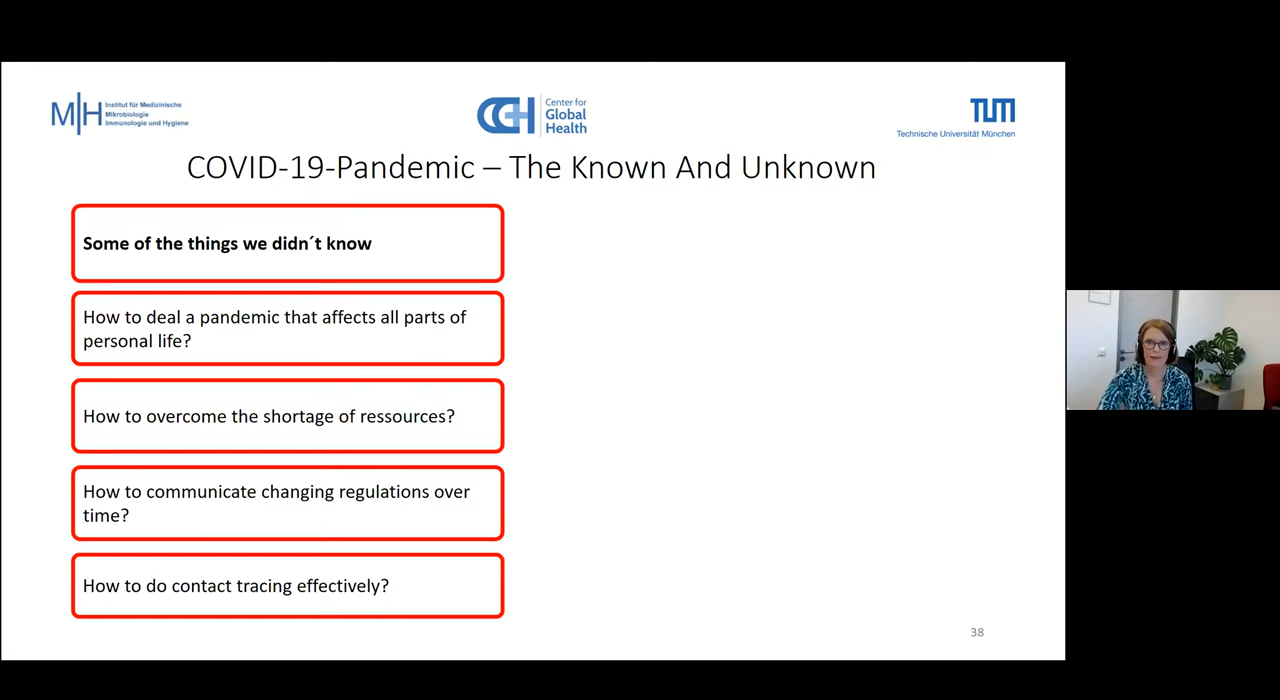 M|H Institut für Medizinische
Mikrobiologie
Immunologie und Hygiene
CGH Center for
Global
Health
TUM
Technische Universität München
COVID-19-Pandemic – The Known And Unknown
Some of the things we didn´t know
How to deal a pandemic that affects all parts of
personal life?
How to overcome the shortage of ressources?
How to communicate changing regulations over
time?
How to do contact tracing effectively?
38